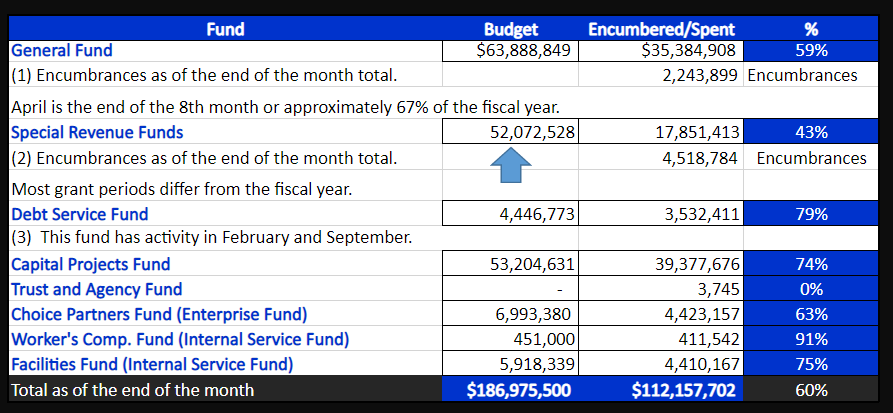 Fund Budget Encumbered/Spent %
General Fund $63,888,849 $35,384,908 59%
(1) Encumbrances as of the end of the month total. 2,243,899 Encumbrances
April is the end of the 8th month or approximately 67% of the fiscal year.
Special Revenue Funds 52,072,528 17,851,413 43%
(2) Encumbrances as of the end of the month total. 4,518,784 Encumbrances
Most grant periods differ from the fiscal year.
Debt Service Fund 4,446,773 3,532,411 79%
(3) This fund has activity in February and September.
Capital Projects Fund 53,204,631 39,377,676 74%
Trust and Agency Fund - 3,745 0%
Choice Partners Fund (Enterprise Fund) 6,993,380 4,423,157 63%
Worker's Comp. Fund (Internal Service Fund) 451,000 411,542 91%
Facilities Fund (Internal Service Fund) 5,918,339 4,410,167 75%
Total as of the end of the month $186,975,500 $112,157,702 60%